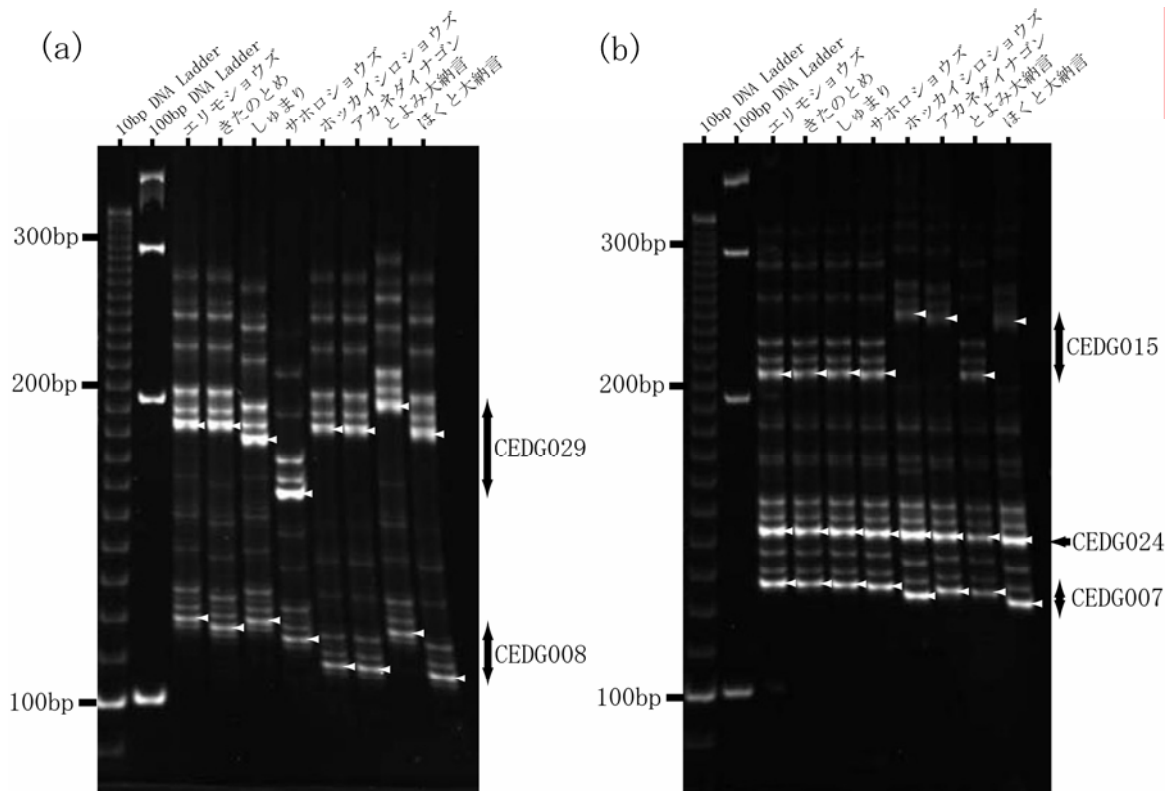 (a)
10bp DNA Ladder
100bp DNA Ladder
エリモショウズ
きたのとめ
しゅまり
サホロショウズ
ホッカイシロショウズ
アカネダイナゴン
とよみ大納言
ほくと大納言
300bp
200bp
100bp
CEDG029
CEDG008
(b)
10bp DNA Ladder
100bp DNA Ladder
エリモショウズ
きたのとめ
しゅまり
サホロショウズ
ホッカイシロショウズ
アカネダイナゴン
とよみ大納言
ほくと大納言
300bp
200bp
100bp
CEDG015
CEDG024
CEDG007